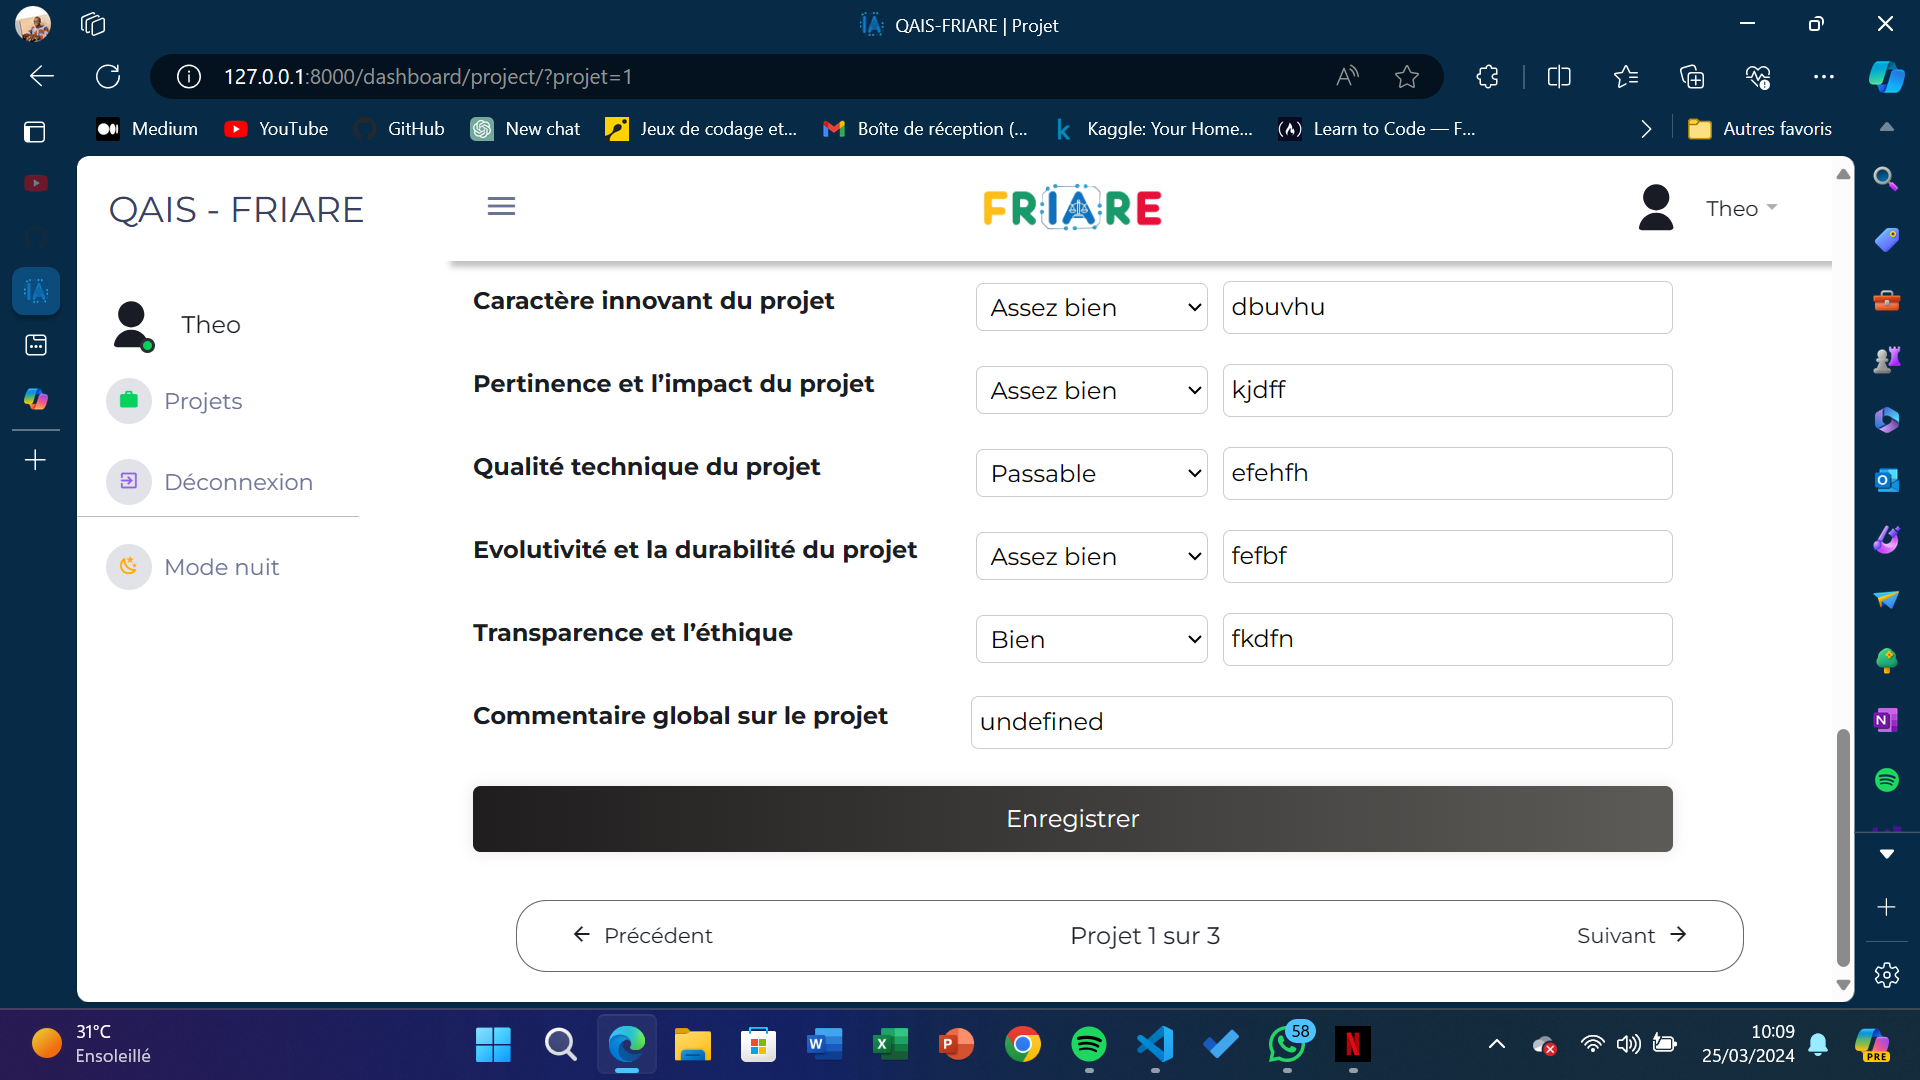 QAIS-FRIARE | Projet
127.0.0.1:8000/dashboard/project/?projet=1
Medium
YouTube
GitHub
New chat
Jeux de codage et...
Boîte de réception (...
Kaggle: Your Home...
Learn to Code — F...
Autres favoris
QAIS - FRIARE
FRIARE
Theo
Theo
Projets
Déconnexion
Mode nuit
Caractère innovant du projet
Assez bien
dbuvhu
Pertinence et l’impact du projet
Assez bien
kjdff
Qualité technique du projet
Passable
efehfh
Evolutivité et la durabilité du projet
Assez bien
fefbf
Transparence et l’éthique
Bien
fkdfn
Commentaire global sur le projet
undefined
Enregistrer
Précédent
Projet 1 sur 3
Suivant
31°C
Ensoleillé
58
10:09
25/03/2024
PRE